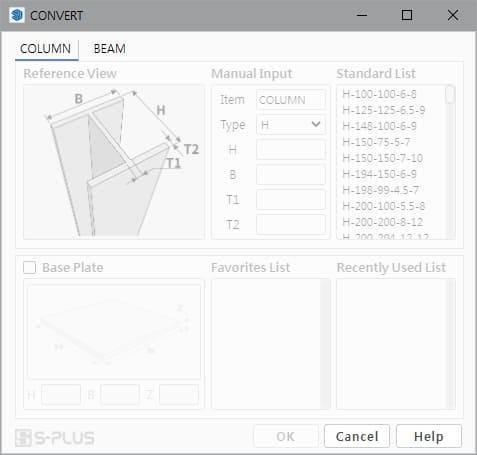 CONVERT
COLUMN BEAM
Reference View
B
H
T2
T1
Manual Input
Item COLUMN
Type H
H
B
T1
T2
Standard List
H-100-100-6-8
H-125-125-6.5-9
H-148-100-6-9
H-150-75-5-7
H-150-150-7-10
H-194-150-6-9
H-198-99-4.5-7
H-200-100-5.5-8
H-200-200-8-12
H-200-204-12-12
Base Plate
Z
H
B
H B Z
Favorites List
Recently Used List
S-PLUS
OK Cancel Help